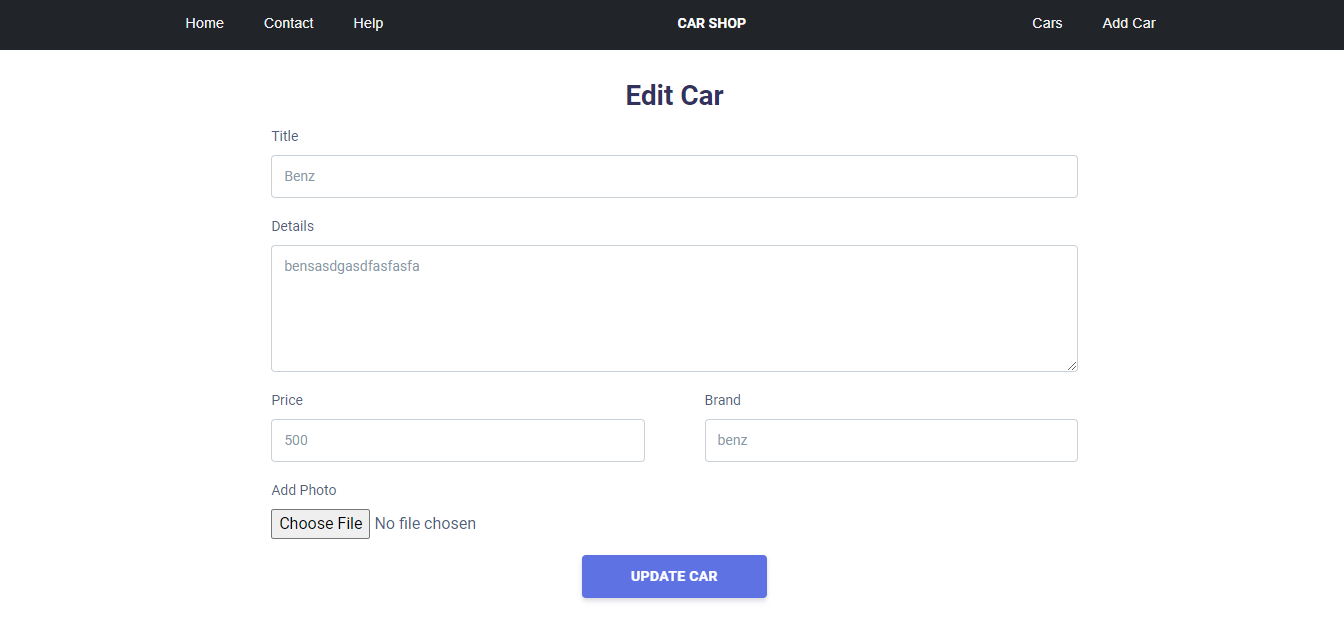 Home Contact Help CAR SHOP Cars Add Car
Edit Car
Title
Benz
Details
bensasdgasdfasfasfa
Price Brand
500 benz
Add Photo
Choose File No file chosen
UPDATE CAR